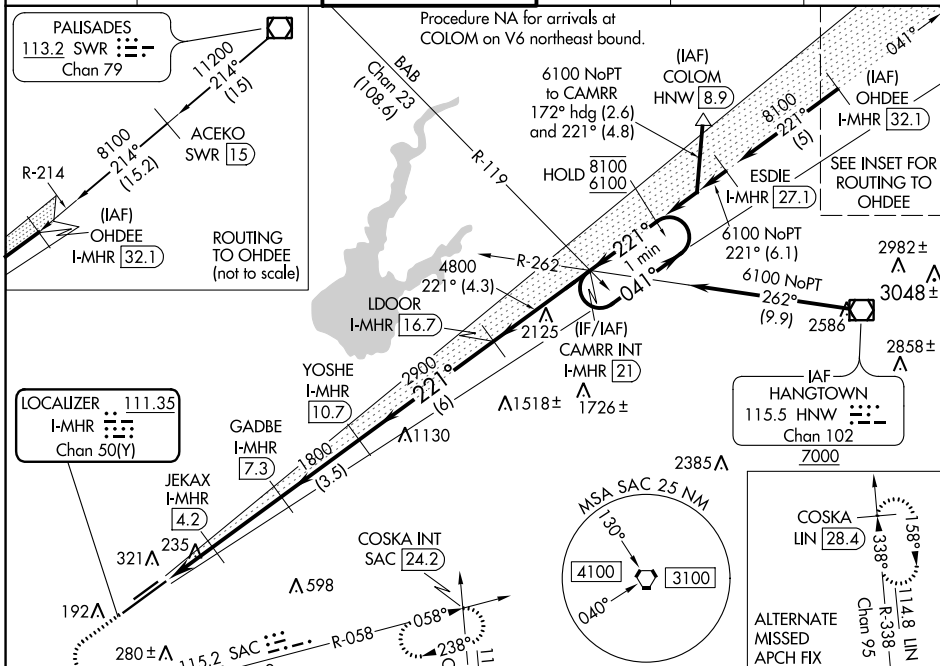 Procedure NA for arrivals at
COLOM on V6 northeast bound.
PALISADES
113.2 SWR
Chan 79
11200
214°
(15)
ACEKO
SWR 15
8100
214°
(15.2)
R-214
(IAF)
OHDEE
I-MHR 32.1
ROUTING
TO OHDEE
(not to scale)
BAB
Chan 23
(108.6)
R-119
6100 NoPT
to CAMRR
172° hdg (2.6)
and 221° (4.8)
(IAF)
COLOM
HNW 8.9
041°
(IAF)
OHDEE
I-MHR 32.1
8100
221°
(5)
HOLD 8100
6100
ESDIE
I-MHR 27.1
SEE INSET FOR
ROUTING TO
OHDEE
6100 NoPT
221° (6.1)
221°
1 min
041°
R-262
6100 NoPT
262°
(9.9)
2982±
3048±
2586
2858±
4800
221° (4.3)
LDOOR
I-MHR 16.7
2125
(IF/IAF)
CAMRR INT
I-MHR 21
1518±
1726±
IAF
HANGTOWN
115.5 HNW
Chan 102
7000
2900
221°
(6)
YOSHE
I-MHR
10.7
1130
LOCALIZER 111.35
I-MHR
Chan 50(Y)
GADBE
I-MHR
7.3
1800
(3.5)
JEKAX
I-MHR
4.2
2385
321
235
192
598
MSA SAC 25 NM
130°
4100
3100
040°
COSKA INT
SAC 24.2
280±
115.2 SAC
R-058
058°
238°
COSKA
LIN 28.4
158°
338°
R-338
114.8 LIN
Chan 95
ALTERNATE
MISSED
APCH FIX